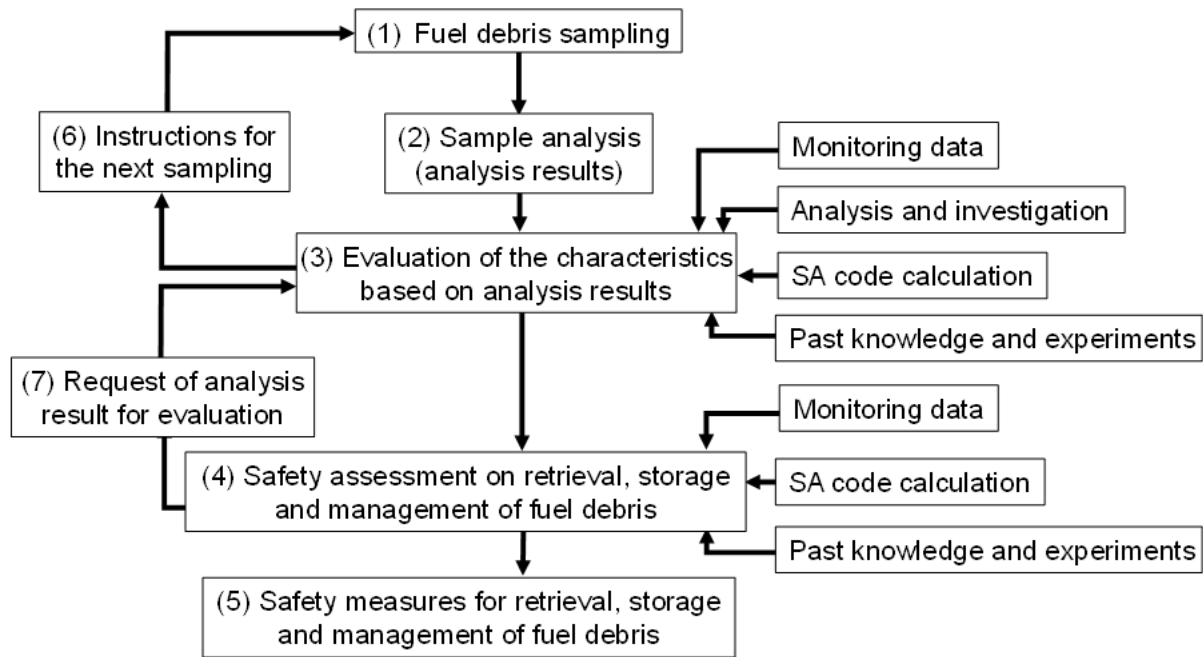 (1) Fuel debris sampling
(6) Instructions for
the next sampling
(2) Sample analysis
(analysis results)
Monitoring data
Analysis and investigation
(3) Evaluation of the characteristics
based on analysis results
SA code calculation
Past knowledge and experiments
(7) Request of analysis
result for evaluation
Monitoring data
(4) Safety assessment on retrieval, storage
and management of fuel debris
SA code calculation
Past knowledge and experiments
(5) Safety measures for retrieval, storage
and management of fuel debris